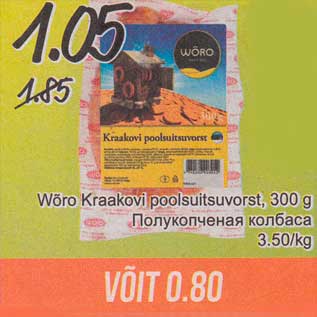 1.05
1.85
WÕRO
300 g
Kraakovi poolsuitsuvorst
Wõro Kraakovi poolsuitsuvorst, 300 g
Полукопченая колбаса
3.50/kg
VÕIT 0.80